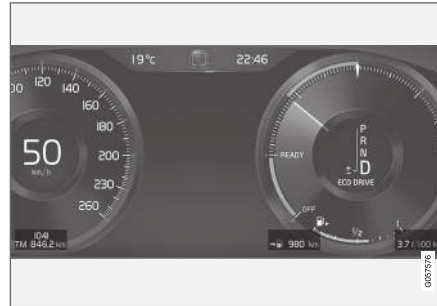 19°C 22:46
00 120 140 160 180 200 230 260
50
km/h
1041
TM 846.2 km
P
R
N
± D
ECO DRIVE
READY
OFF
½ 1
980 km
3.7 l/100 k
G057576